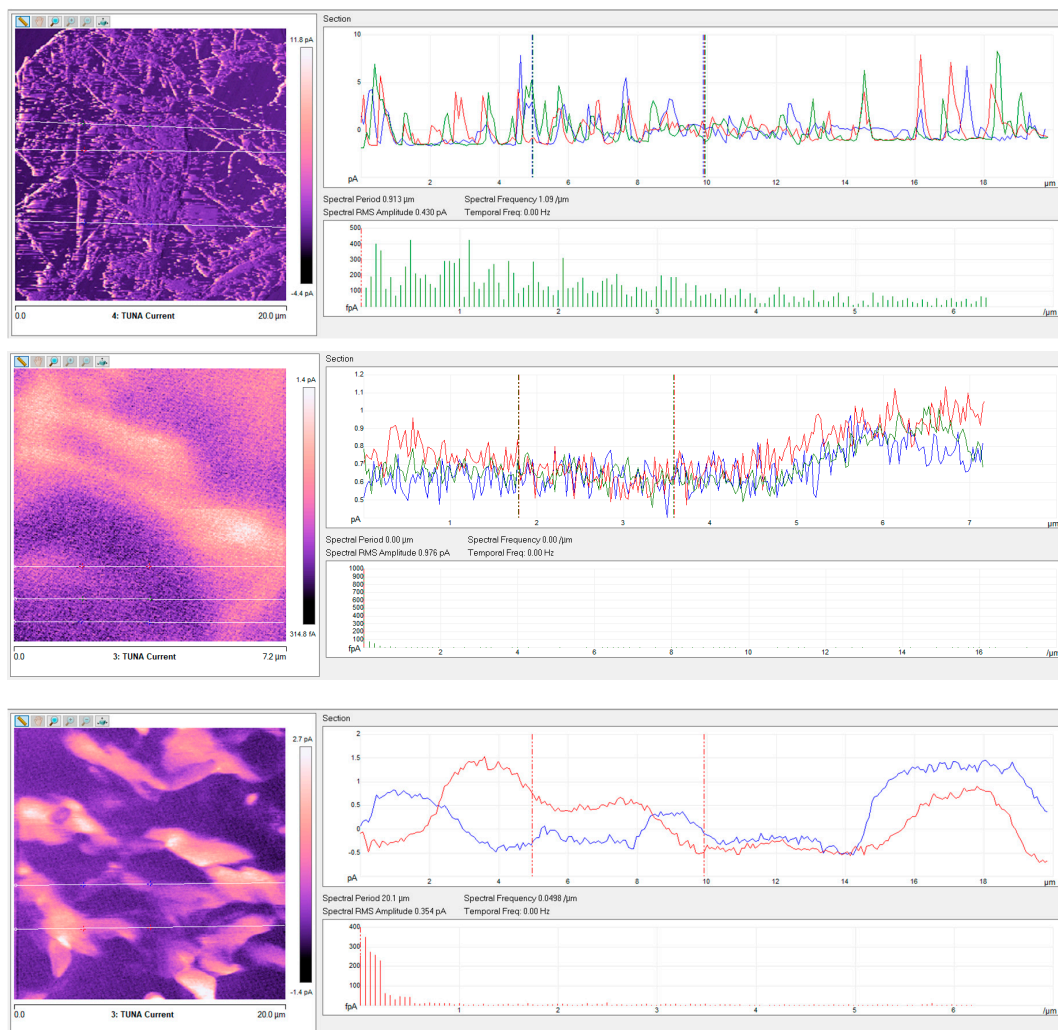 Section
11.8 pA
-4.4 pA
0.0 4: TUNA Current 20.0 µm
10
5
0
pA 2 4 6 8 10 12 14 16 18 µm
Spectral Period 0.913 µm Spectral Frequency 1.09 /µm
Spectral RMS Amplitude 0.430 pA Temporal Freq: 0.00 Hz
500
400
300
200
100
fpA 1 2 3 4 5 6 /µm
Section
1.4 pA
314.8 fA
0.0 3: TUNA Current 7.2 µm
1.2
1.1
1
0.9
0.8
0.7
0.6
0.5
pA 1 2 3 4 5 6 7 µm
Spectral Period 0.00 µm Spectral Frequency 0.00 /µm
Spectral RMS Amplitude 0.976 pA Temporal Freq: 0.00 Hz
1000
900
800
700
600
500
400
300
200
100
fpA 2 4 6 8 10 12 14 16 /µm
Section
2.7 pA
-1.4 pA
0.0 3: TUNA Current 20.0 µm
2
1.5
1
0.5
0
-0.5
pA 2 4 6 8 10 12 14 16 18 µm
Spectral Period 20.1 µm Spectral Frequency 0.0498 /µm
Spectral RMS Amplitude 0.354 pA Temporal Freq: 0.00 Hz
400
300
200
100
fpA 1 2 3 4 5 6 /µm